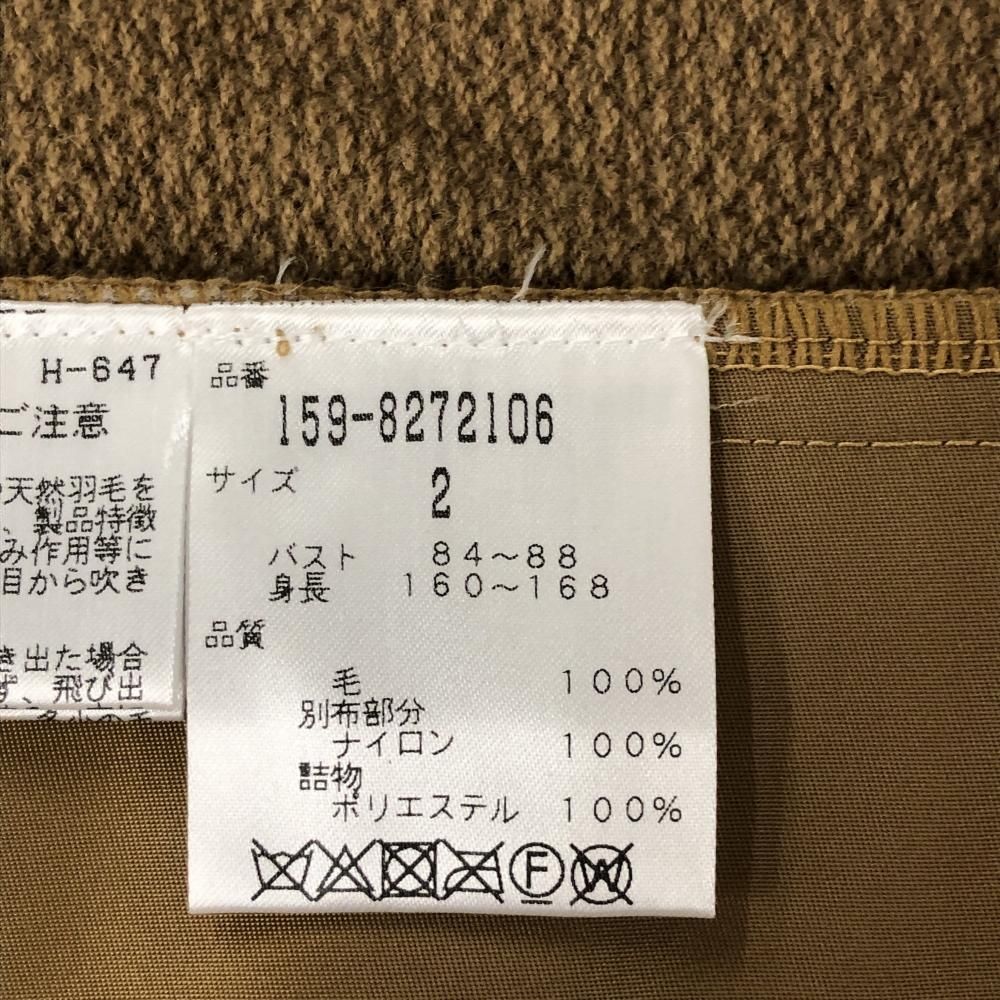 H-647
ご注意
天然羽毛を
、製品特徴
み作用等に
目から吹き
き出た場合
ず、飛び出
品番
159-8272106
サイズ
2
バスト 84～88
身長 160～168
品質
毛 100%
別布部分
ナイロン 100%
詰物
ポリエステル 100%
F
W